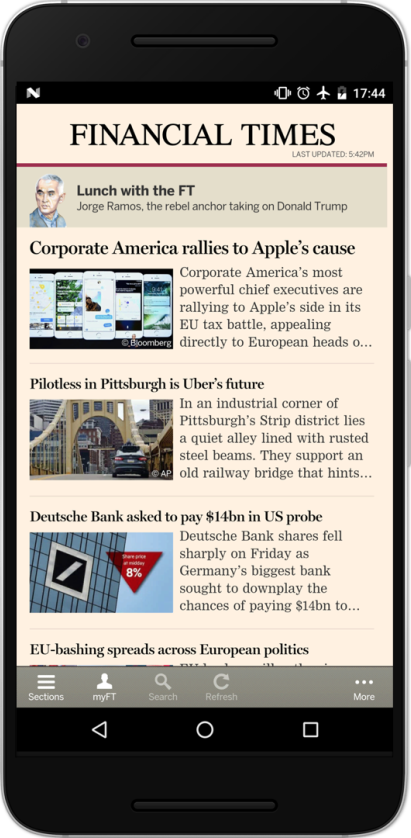 17:44
FINANCIAL TIMES
LAST UPDATED: 5:42PM
Lunch with the FT
Jorge Ramos, the rebel anchor taking on Donald Trump
Corporate America rallies to Apple's cause
Corporate America's most
powerful chief executives are
rallying to Apple's side in its
EU tax battle, appealing
directly to European heads o...
© Bloomberg
Pilotless in Pittsburgh is Uber's future
In an industrial corner of
Pittsburgh's Strip district lies
a quiet alley lined with rusted
steel beams. They support an
old railway bridge that hints...
© AP
Deutsche Bank asked to pay $14bn in US probe
Deutsche Bank shares fell
sharply on Friday as
Germany's biggest bank
sought to downplay the
chances of paying $14bn to...
Share price
at midday
8%
EU-bashing spreads across European politics
Sections
myFT
Search
Refresh
More